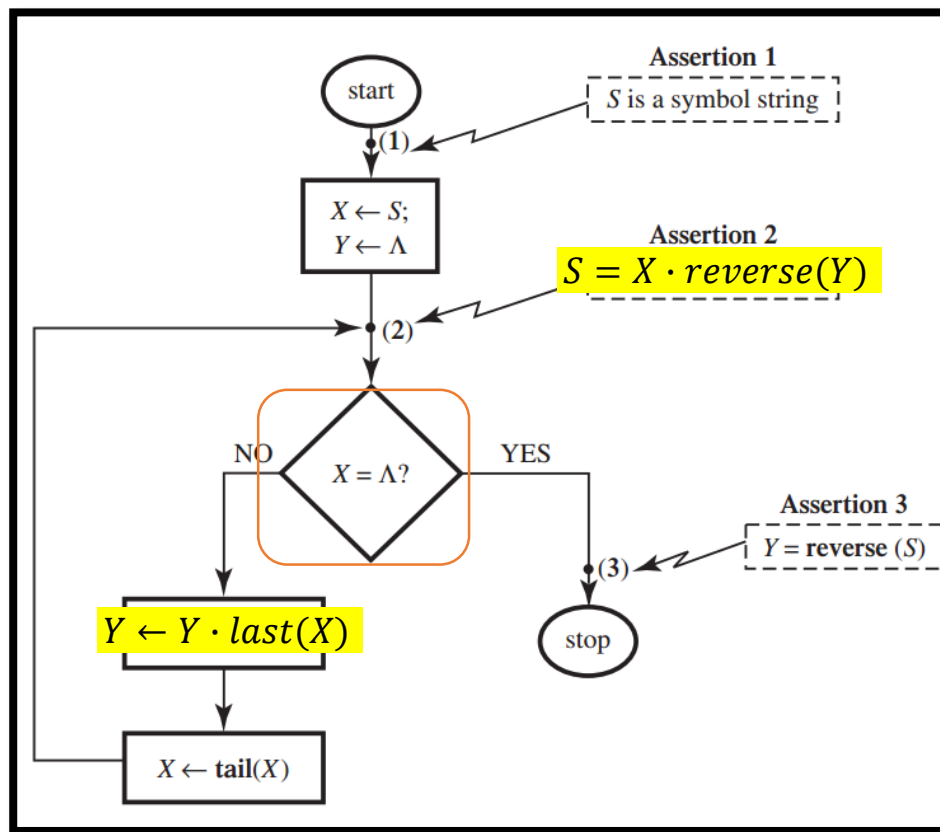 Assertion 1
start
S is a symbol string
(1)
X ← S;
Y ← Λ
Assertion 2
S = X · reverse(Y)
(2)
NO
X = Λ?
YES
Assertion 3
Y = reverse (S)
(3)
Y ← Y · last(X)
stop
X ← tail(X)